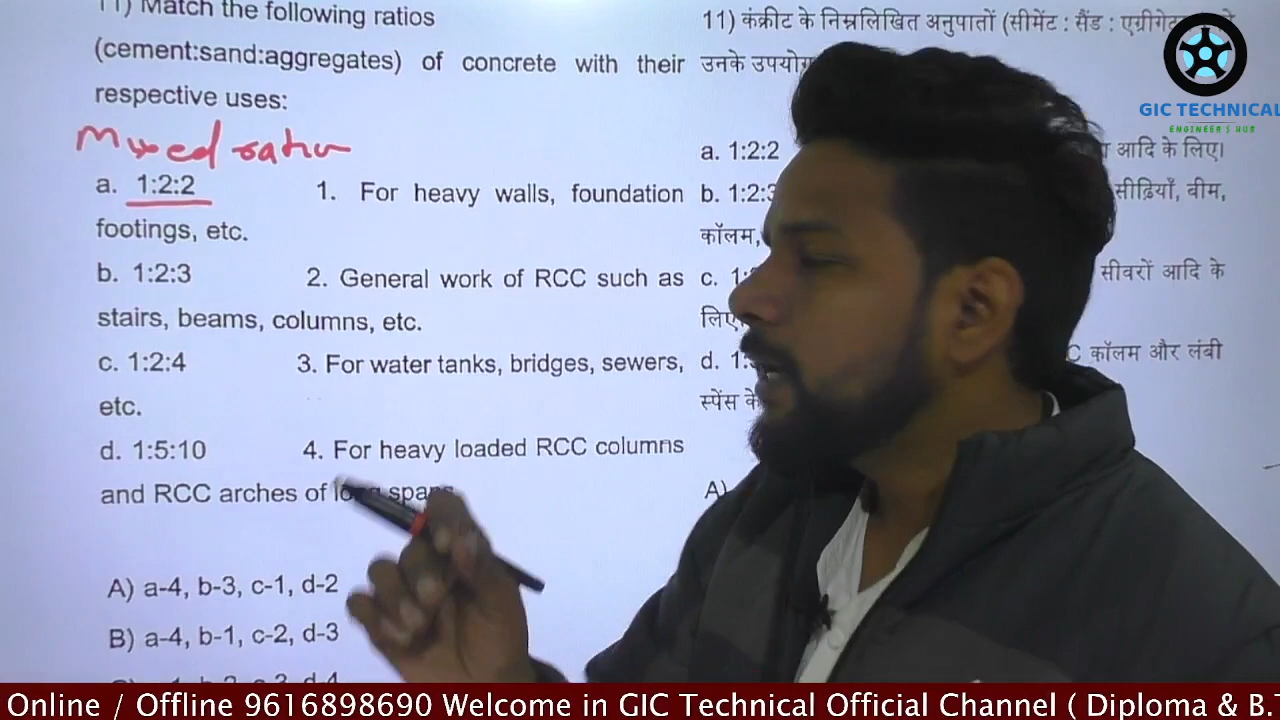 11) Match the following ratios
(cement:sand:aggregates) of concrete with their
respective uses:
Mixed ratio
a. 1:2:2 1. For heavy walls, foundation
footings, etc.
b. 1:2:3 2. General work of RCC such as
stairs, beams, columns, etc.
c. 1:2:4 3. For water tanks, bridges, sewers,
etc.
d. 1:5:10 4. For heavy loaded RCC columns
and RCC arches of long spans
A) a-4, b-3, c-1, d-2
B) a-4, b-1, c-2, d-3
11) कंक्रीट के निम्नलिखित अनुपातों (सीमेंट : सैंड :
उनके उपयोग
a. 1:2:2 आदि के लिए।
b. 1:2:3 सीढ़ियाँ, बीम,
कॉलम,
c. सीवरों आदि के
लिए
d. कॉलम और लंबी
स्पेंस के
A)
GIC TECHNICAL
ENGINEER'S HUB
Online / Offline 9616898690 Welcome in GIC Technical Official Channel ( Diploma & B.